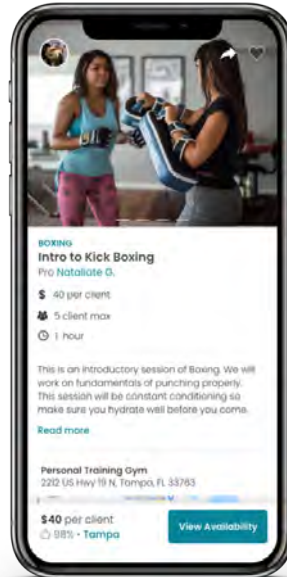 BOXING
Intro to Kick Boxing
Pro Nataliate G.
$ 40 per client
5 client max
1 hour
This is an introductory session of Boxing. We will
work on fundamentals of punching properly.
This session will be constant conditioning so
make sure you hydrate well before you come.
Read more
Personal Training Gym
2212 US Hwy 19 N, Tampa, FL 33763
$40 per client
98% • Tampa
View Availability